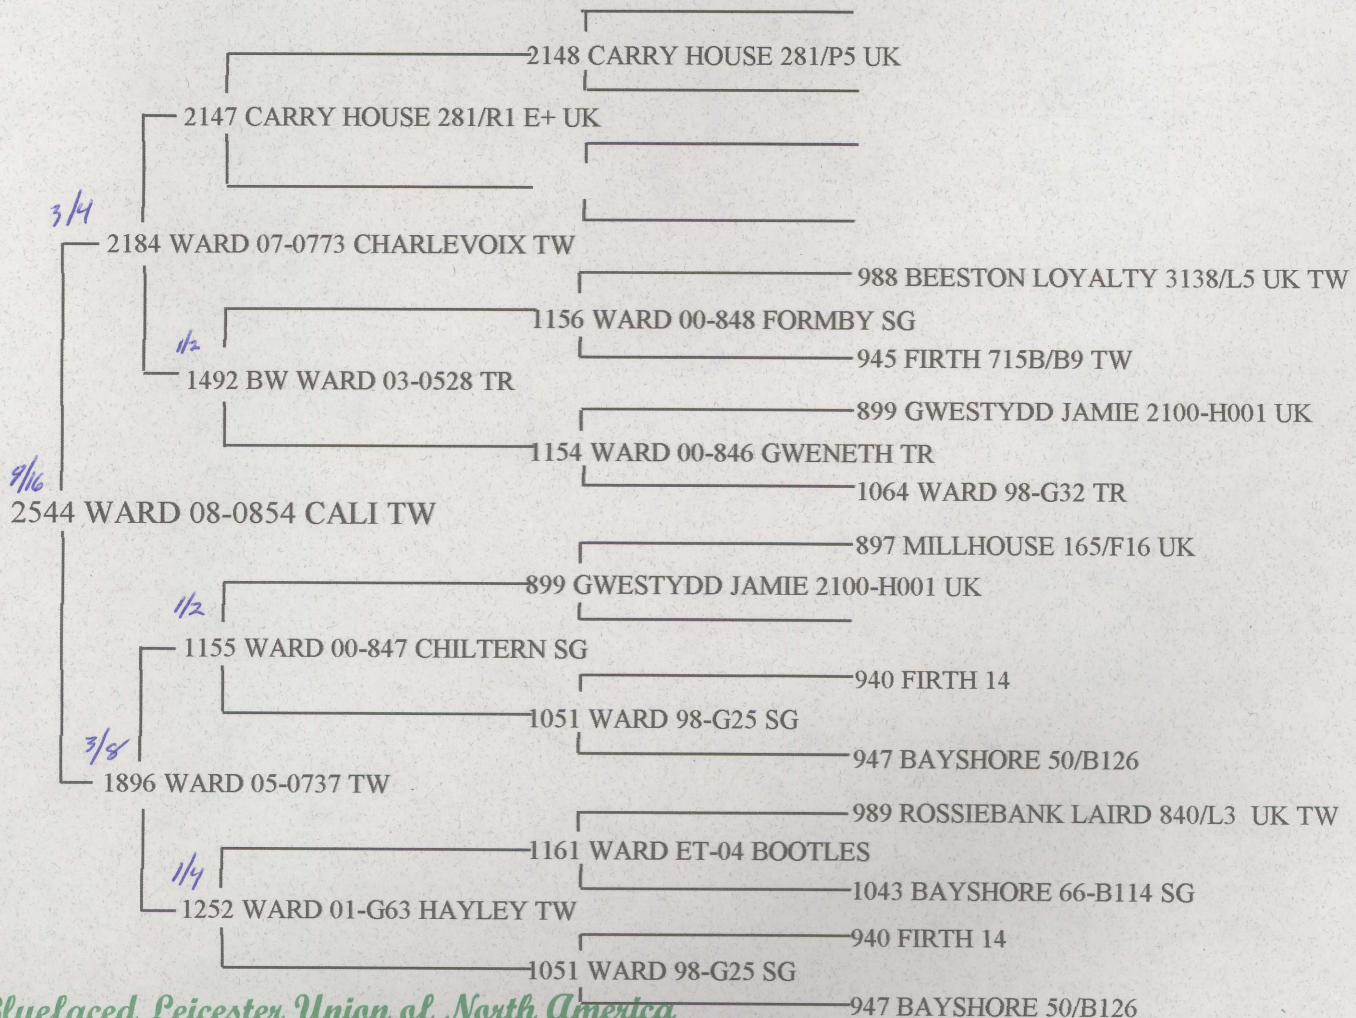 2148 CARRY HOUSE 281/P5 UK
2147 CARRY HOUSE 281/R1 E+ UK
3/4
2184 WARD 07-0773 CHARLEVOIX TW
988 BEESTON LOYALTY 3138/L5 UK TW
1156 WARD 00-848 FORMBY SG
1/2
945 FIRTH 715B/B9 TW
1492 BW WARD 03-0528 TR
899 GWESTYDD JAMIE 2100-H001 UK
1154 WARD 00-846 GWENETH TR
9/16
1064 WARD 98-G32 TR
2544 WARD 08-0854 CALI TW
897 MILLHOUSE 165/F16 UK
899 GWESTYDD JAMIE 2100-H001 UK
1/2
1155 WARD 00-847 CHILTERN SG
940 FIRTH 14
1051 WARD 98-G25 SG
3/8
947 BAYSHORE 50/B126
1896 WARD 05-0737 TW
989 ROSSIEBANK LAIRD 840/L3 UK TW
1161 WARD ET-04 BOOTLES
1/4
1043 BAYSHORE 66-B114 SG
1252 WARD 01-G63 HAYLEY TW
940 FIRTH 14
1051 WARD 98-G25 SG
947 BAYSHORE 50/B126
Bluefaced Leicester Union of North America